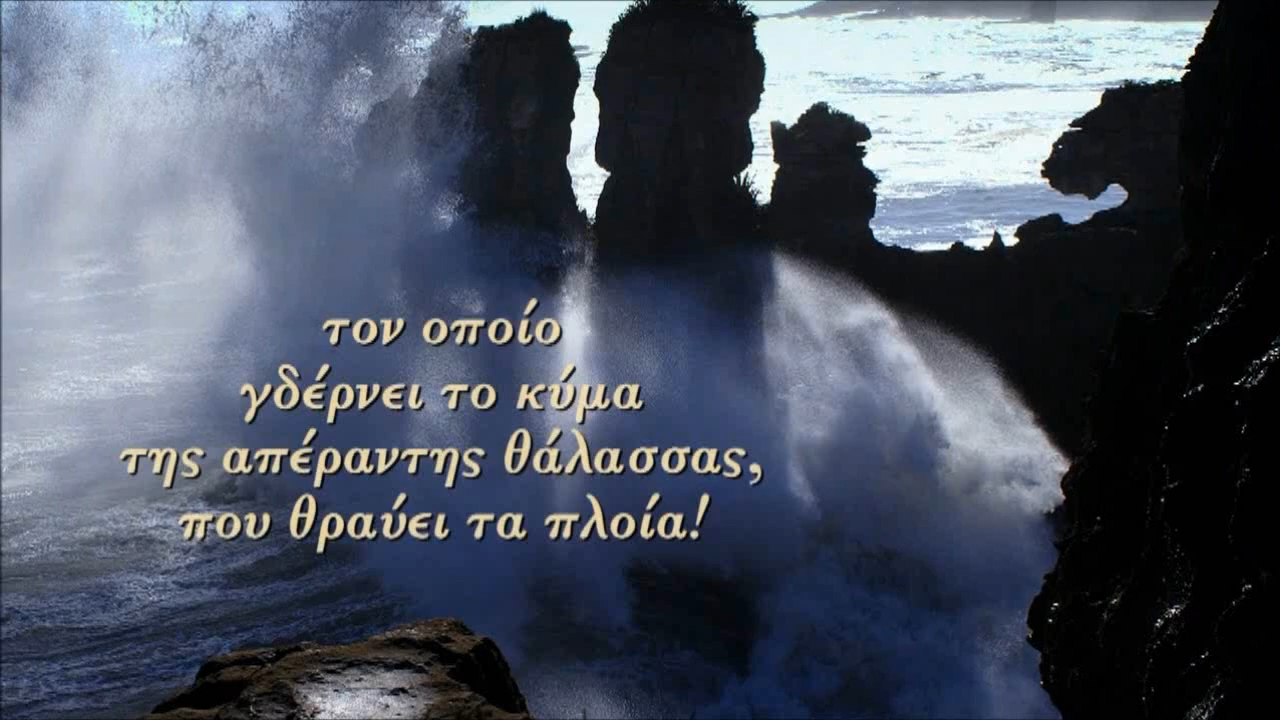 τον οποίο
γδέρνει το κύμα
της απέραντης θάλασσας,
που θραύει τα πλοία!